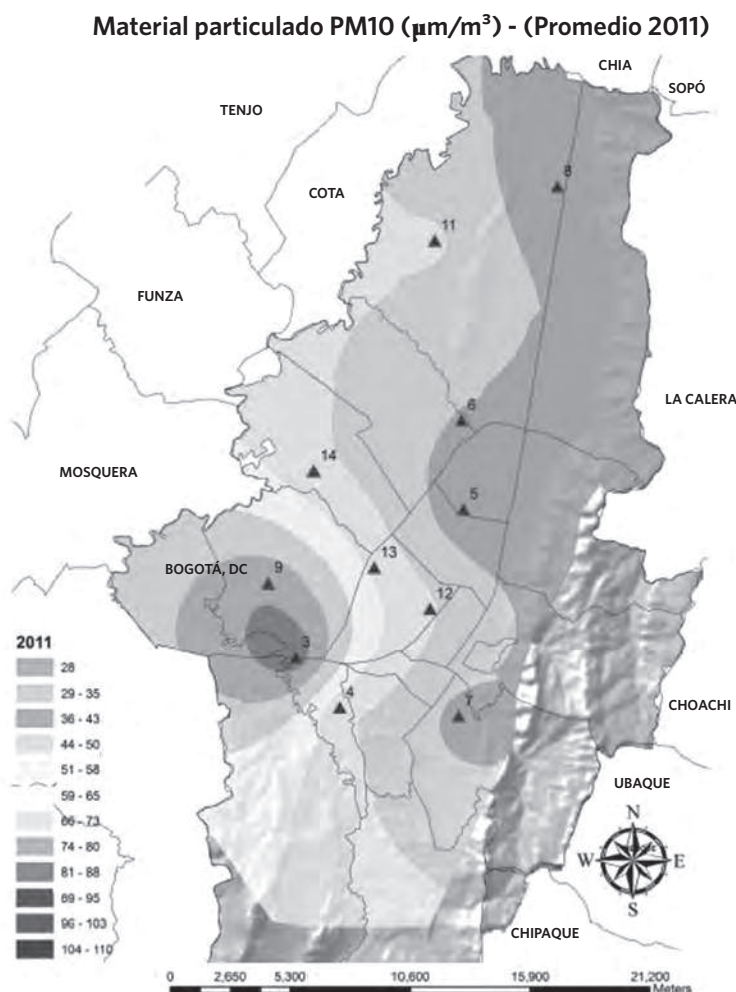 Material particulado PM10 (µm/m³) - (Promedio 2011)
CHIA
SOPÓ
TENJO
8
COTA
11
FUNZA
LA CALERA
6
14
MOSQUERA
5
13
BOGOTÁ, DC
9
12
3
4
7
CHOACHI
UBAQUE
2011
28
29 - 35
36 - 43
44 - 50
51 - 58
59 - 65
66 - 73
74 - 80
81 - 88
89 - 95
96 - 103
104 - 110
N
W
E
S
CHIPAQUE
0 2,650 5,300 10,600 15,900 21,200
Meters